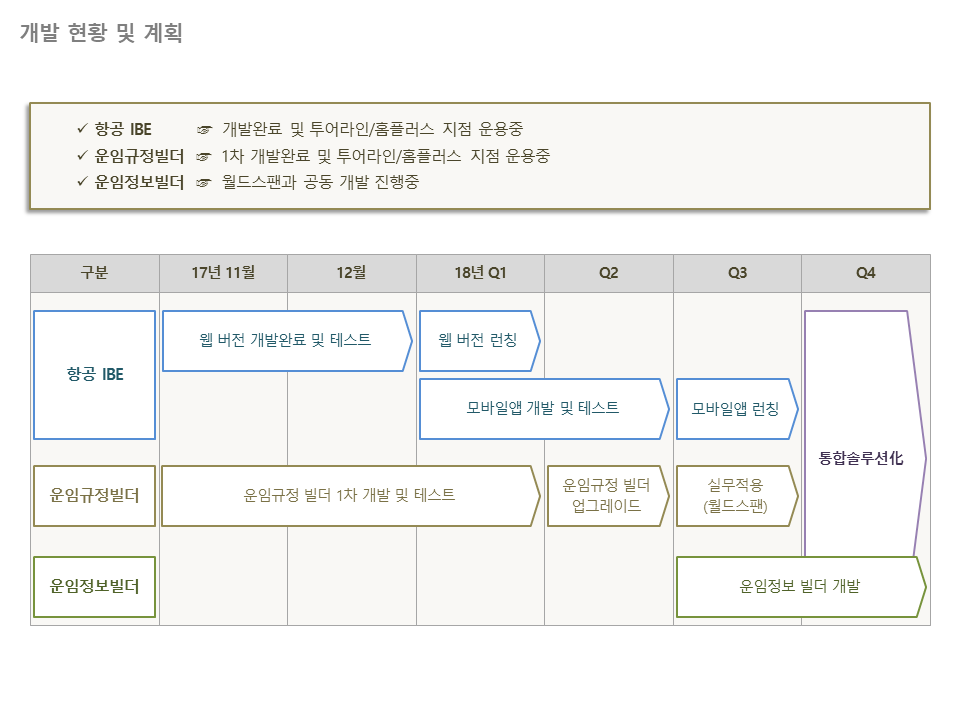 개발 현황 및 계획
✓ 항공 IBE ☞ 개발완료 및 투어라인/홈플러스 지점 운용중
✓ 운임규정빌더 ☞ 1차 개발완료 및 투어라인/홈플러스 지점 운용중
✓ 운임정보빌더 ☞ 월드스팬과 공동 개발 진행중
구분 17년 11월 12월 18년 Q1 Q2 Q3 Q4
웹 버전 개발완료 및 테스트 웹 버전 런칭
항공 IBE
모바일앱 개발 및 테스트 모바일앱 런칭
통합솔루션化
운임규정빌더 운임규정 빌더 1차 개발 및 테스트
운임규정 빌더
업그레이드
실무적용
(월드스팬)
운임정보빌더 운임정보 빌더 개발